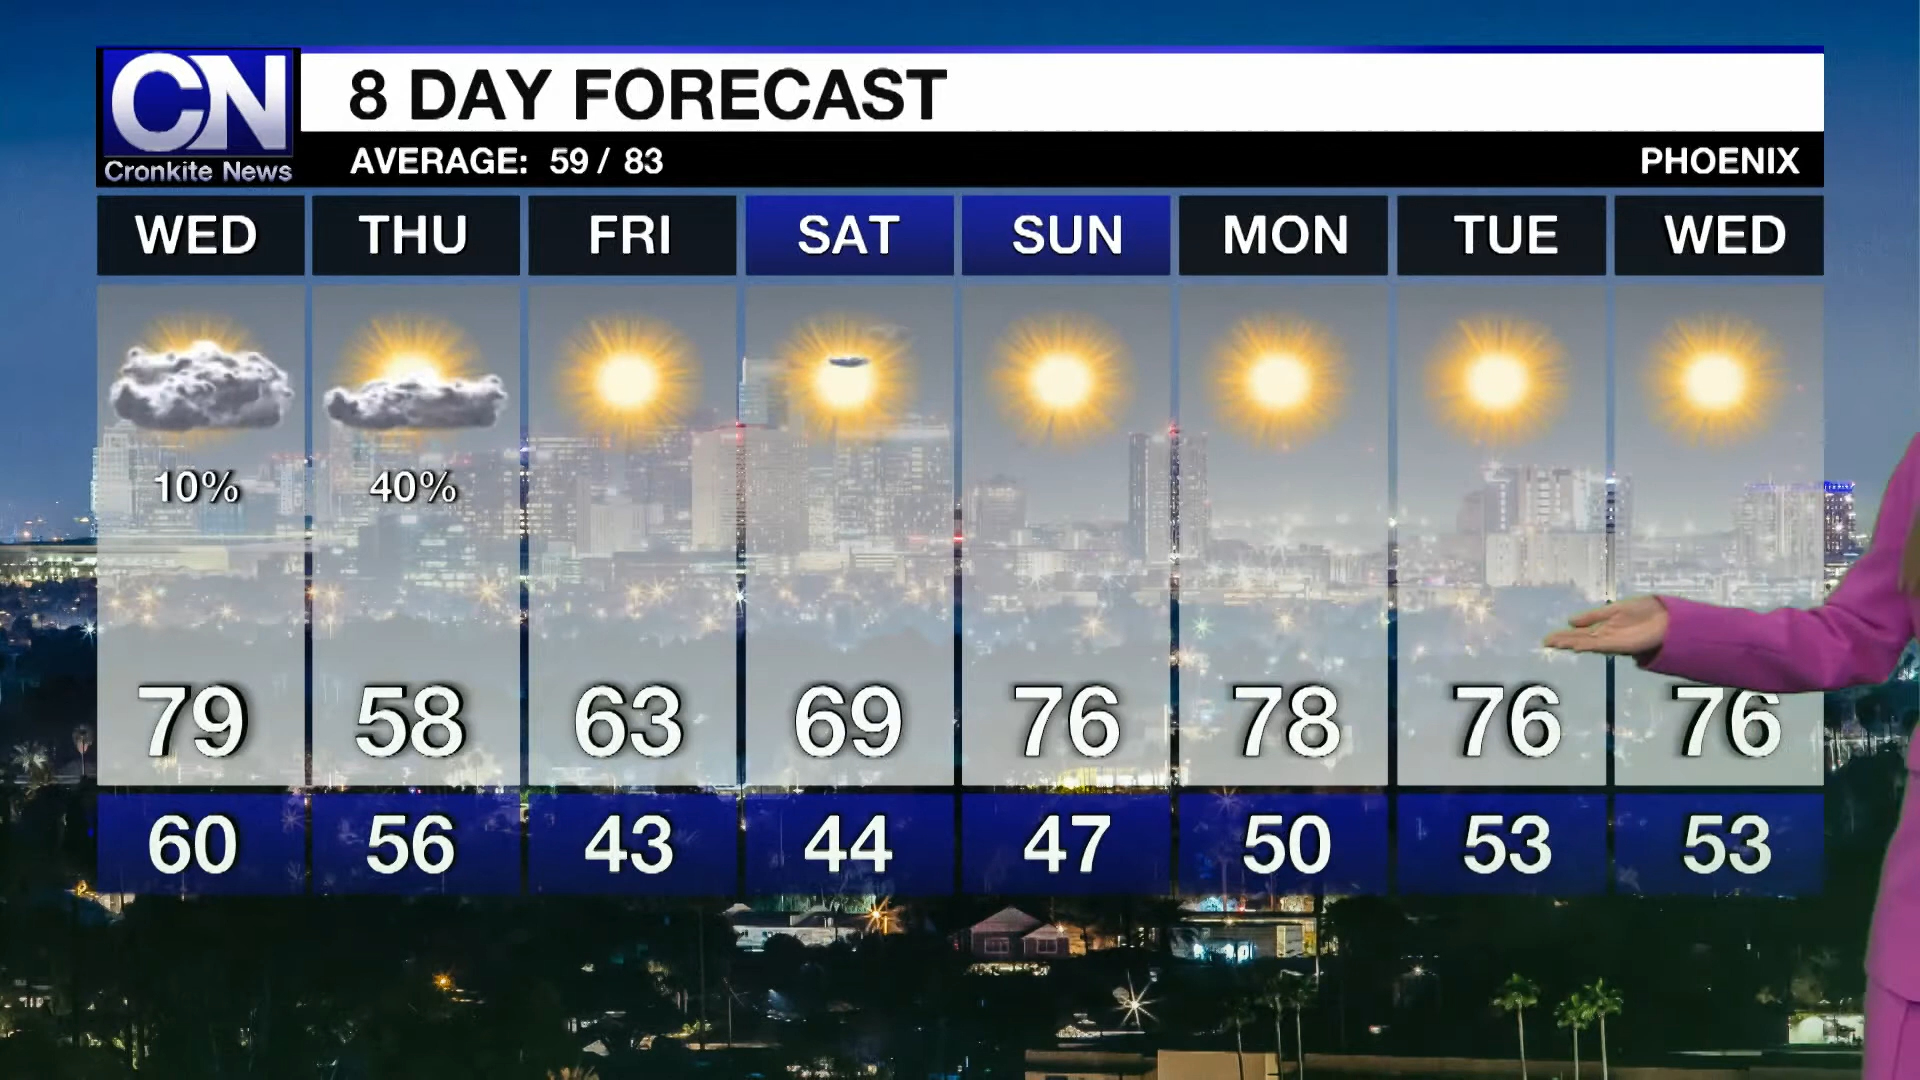 CN
Cronkite News
8 DAY FORECAST
AVERAGE: 59 / 83
PHOENIX
WED THU FRI SAT SUN MON TUE WED
10% 40%
79 58 63 69 76 78 76 76
60 56 43 44 47 50 53 53